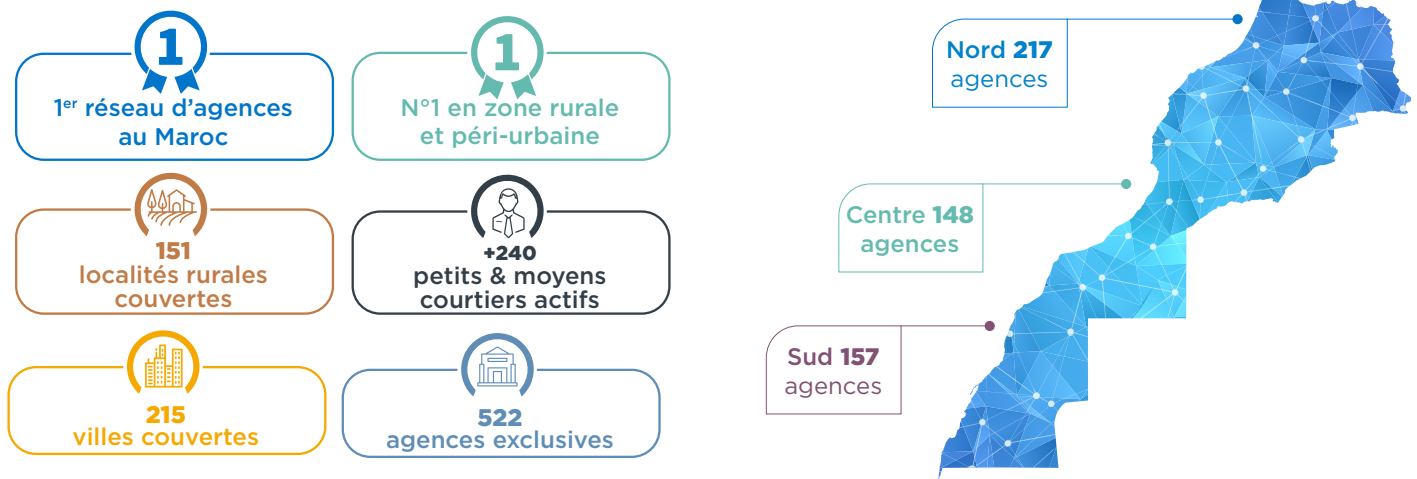 1
1er réseau d'agences
au Maroc
1
N°1 en zone rurale
et péri-urbaine
151
localités rurales
couvertes
+240
petits & moyens
courtiers actifs
215
villes couvertes
522
agences exclusives
Nord 217
agences
Centre 148
agences
Sud 157
agences